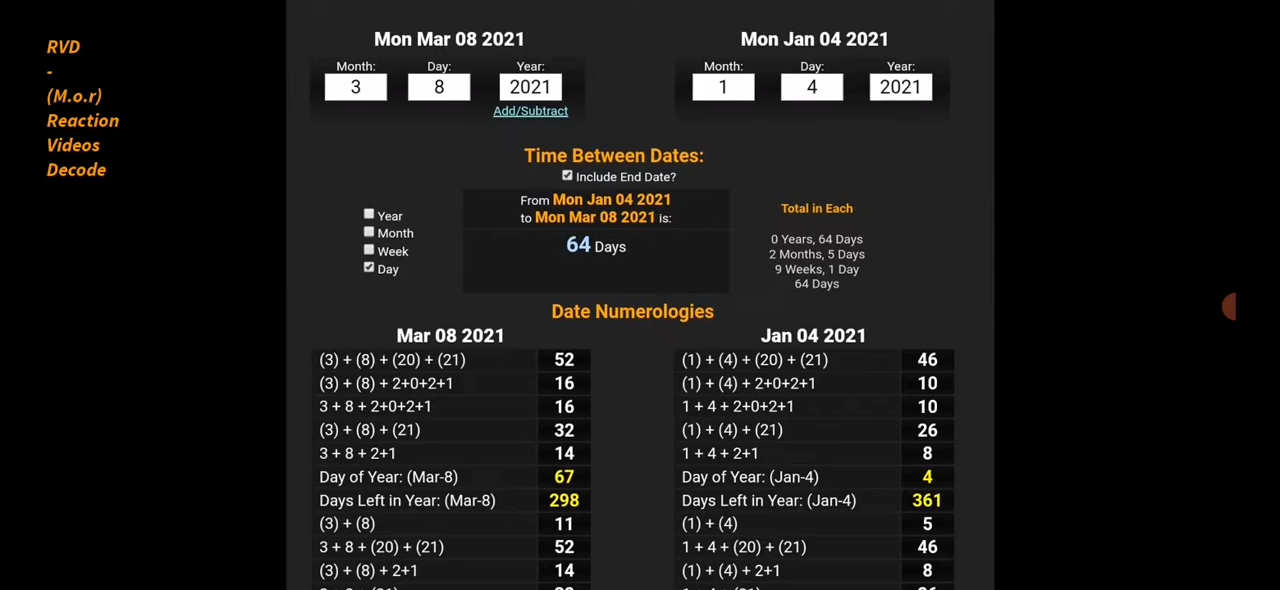 RVD
-
(M.o.r)
Reaction
Videos
Decode
Mon Mar 08 2021
Month: Day: Year:
3 8 2021
Add/Subtract
Mon Jan 04 2021
Month: Day: Year:
1 4 2021
Time Between Dates:
Include End Date?
Year
Month
Week
Day
From Mon Jan 04 2021
to Mon Mar 08 2021 is:
64 Days
Total in Each
0 Years, 64 Days
2 Months, 5 Days
9 Weeks, 1 Day
64 Days
Date Numerologies
Mar 08 2021
(3) + (8) + (20) + (21) 52
(3) + (8) + 2+0+2+1 16
3 + 8 + 2+0+2+1 16
(3) + (8) + (21) 32
3 + 8 + 2+1 14
Day of Year: (Mar-8) 67
Days Left in Year: (Mar-8) 298
(3) + (8) 11
3 + 8 + (20) + (21) 52
(3) + (8) + 2+1 14
Jan 04 2021
(1) + (4) + (20) + (21) 46
(1) + (4) + 2+0+2+1 10
1 + 4 + 2+0+2+1 10
(1) + (4) + (21) 26
1 + 4 + 2+1 8
Day of Year: (Jan-4) 4
Days Left in Year: (Jan-4) 361
(1) + (4) 5
1 + 4 + (20) + (21) 46
(1) + (4) + 2+1 8